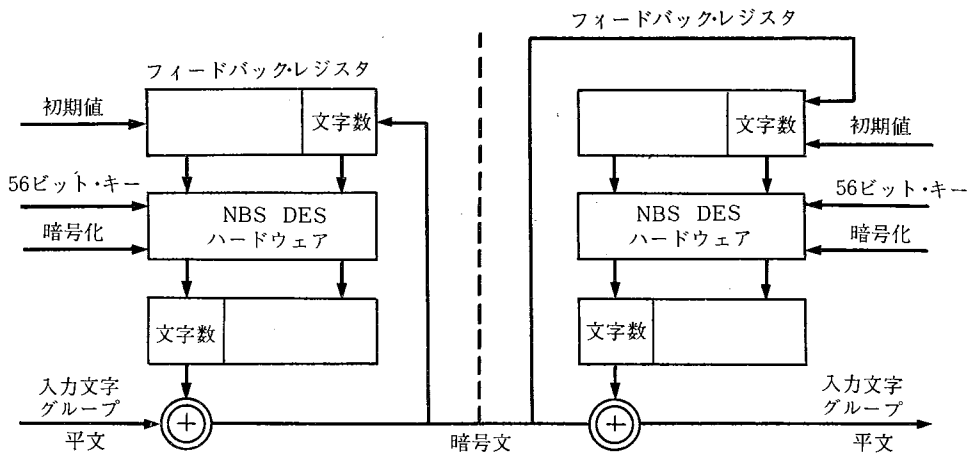 フィードバック・レジスタ
初期値
文字数
56ビット・キー
暗号化
NBS DES
ハードウェア
文字数
入力文字
グループ
平文
暗号文
フィードバック・レジスタ
文字数
初期値
NBS DES
ハードウェア
56ビット・キー
暗号化
文字数
入力文字
グループ
平文